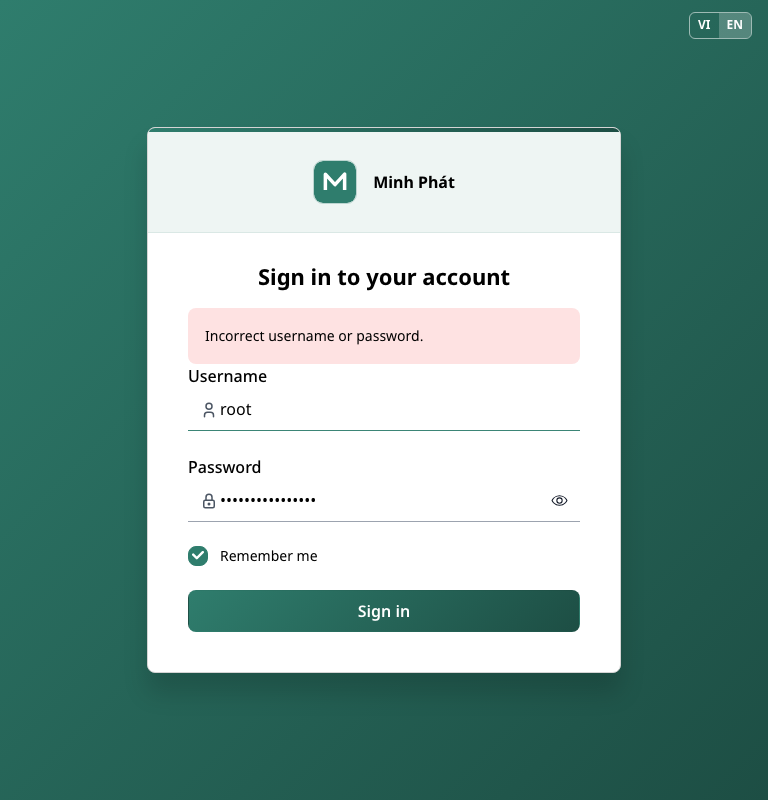 VI EN
Minh Phát
Sign in to your account
Incorrect username or password.
Username
root
Password
••••••••••••••••
Remember me
Sign in